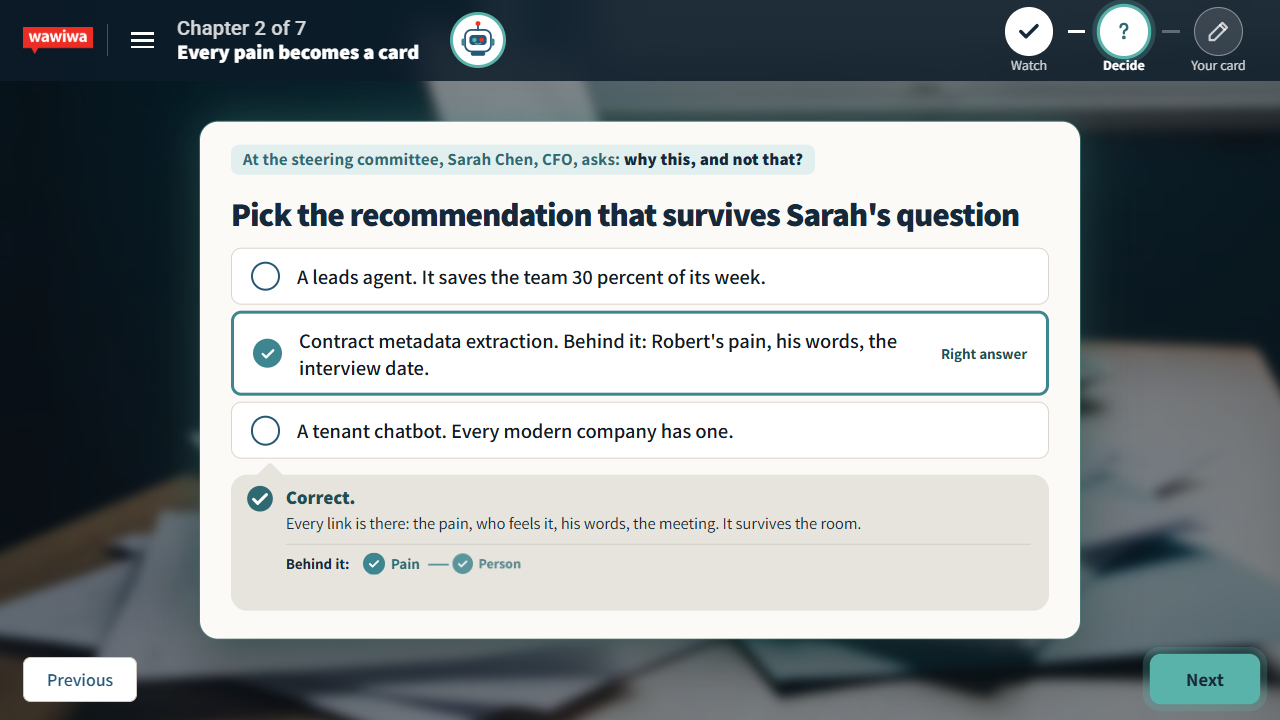 wawiwa
Chapter 2 of 7
Every pain becomes a card
Watch
?
Decide
Your card
At the steering committee, Sarah Chen, CFO, asks: why this, and not that?
Pick the recommendation that survives Sarah's question
A leads agent. It saves the team 30 percent of its week.
Contract metadata extraction. Behind it: Robert's pain, his words, the
interview date.
Right answer
A tenant chatbot. Every modern company has one.
Correct.
Every link is there: the pain, who feels it, his words, the meeting. It survives the room.
Behind it: Pain Person
Previous
Next